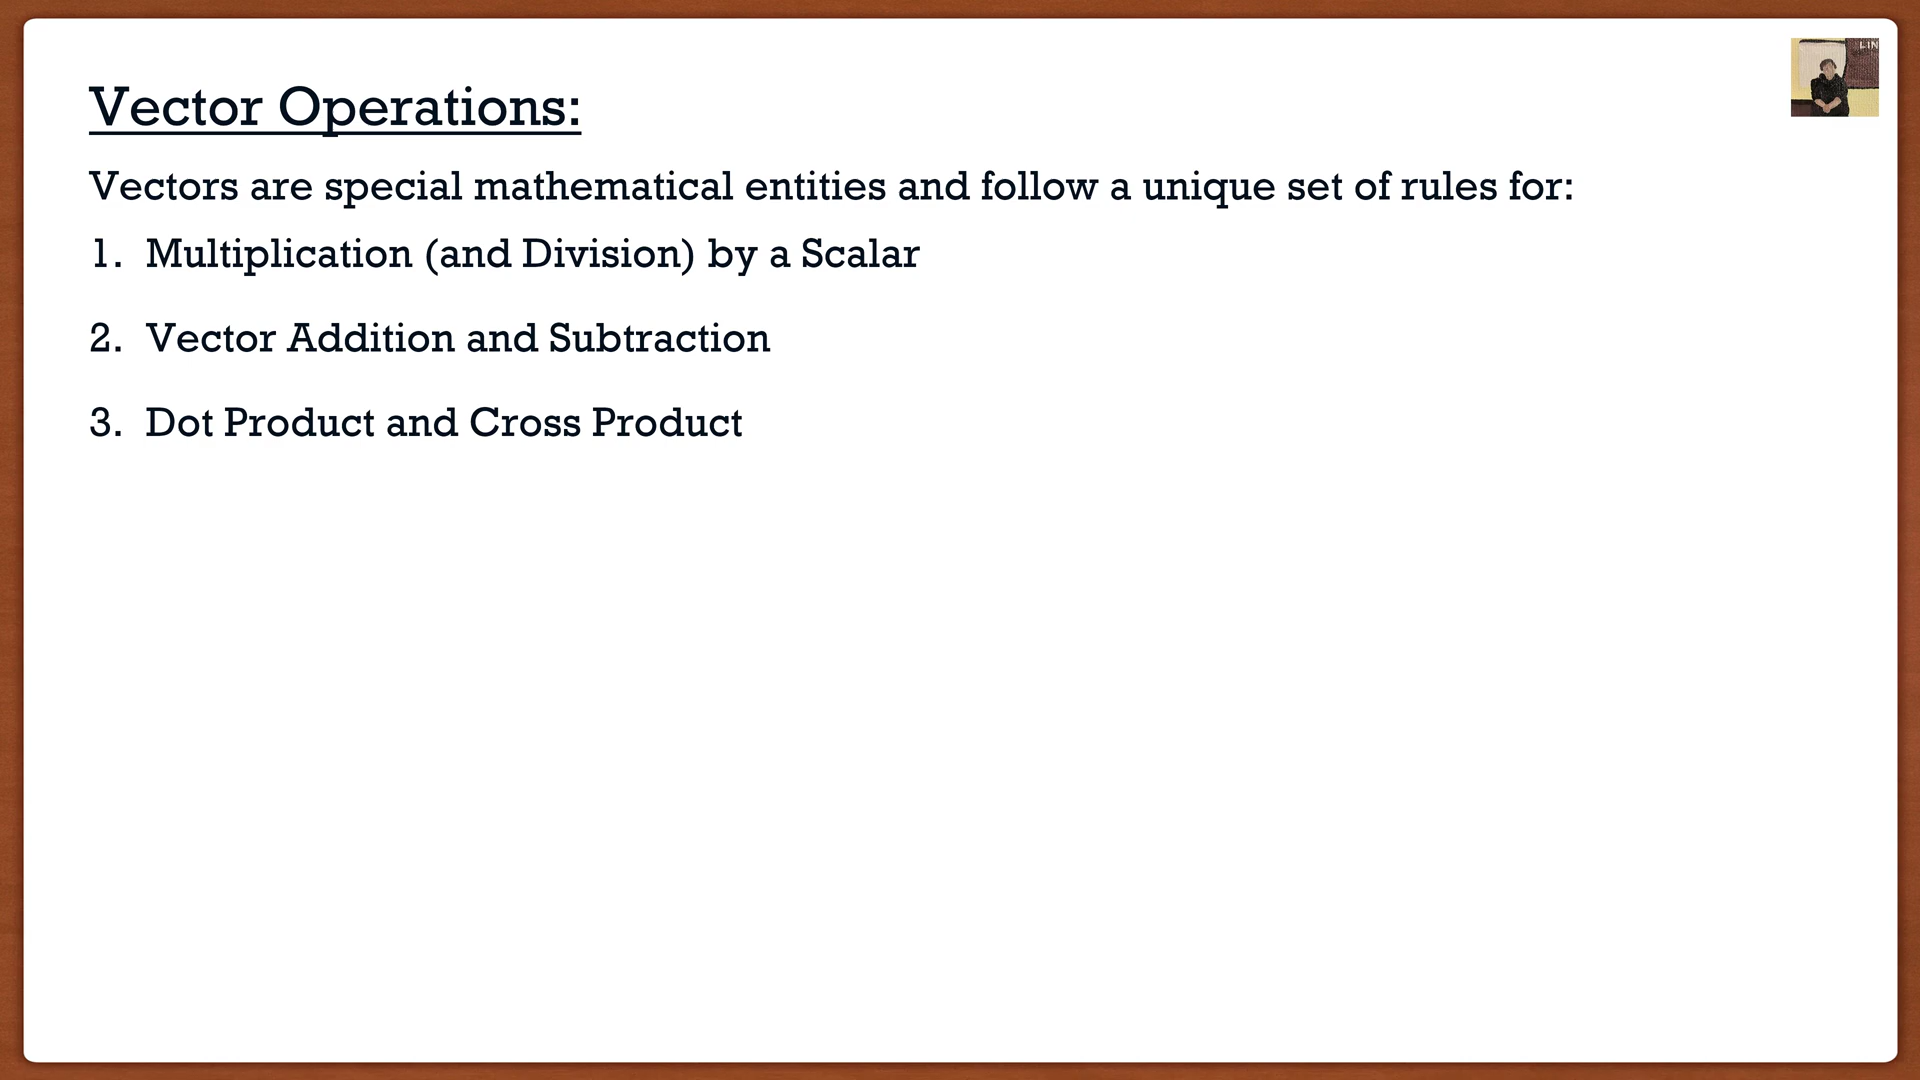 Vector Operations:
Vectors are special mathematical entities and follow a unique set of rules for:
1. Multiplication (and Division) by a Scalar
2. Vector Addition and Subtraction
3. Dot Product and Cross Product
LIN